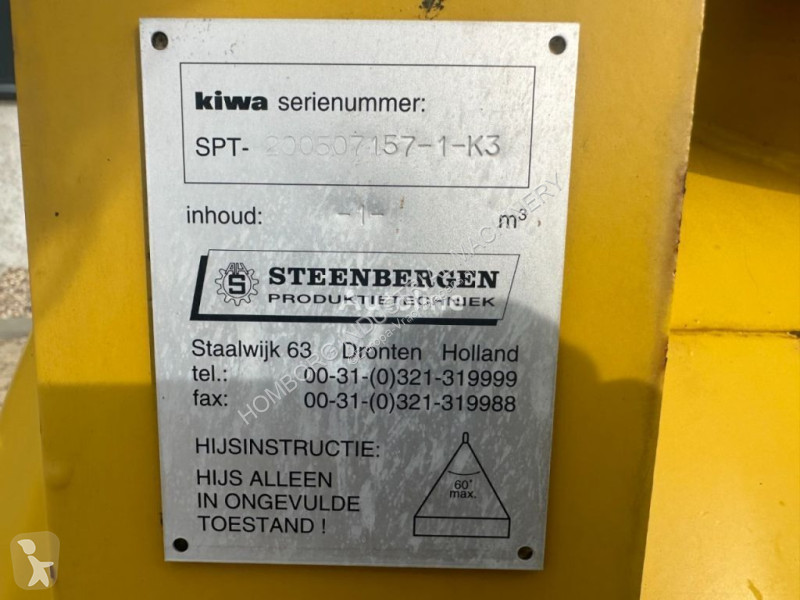 kiwa serienummer:
SPT- 200507157-1-K3
inhoud: -1- m³
S STEENBERGEN
PRODUKTIETECHNIEK
Staalwijk 63 Dronten Holland
tel.: 00-31-(0)321-319999
fax: 00-31-(0)321-319988
HIJSINSTRUCTIE:
HIJS ALLEEN
IN ONGEVULDE
TOESTAND !
60°
max.